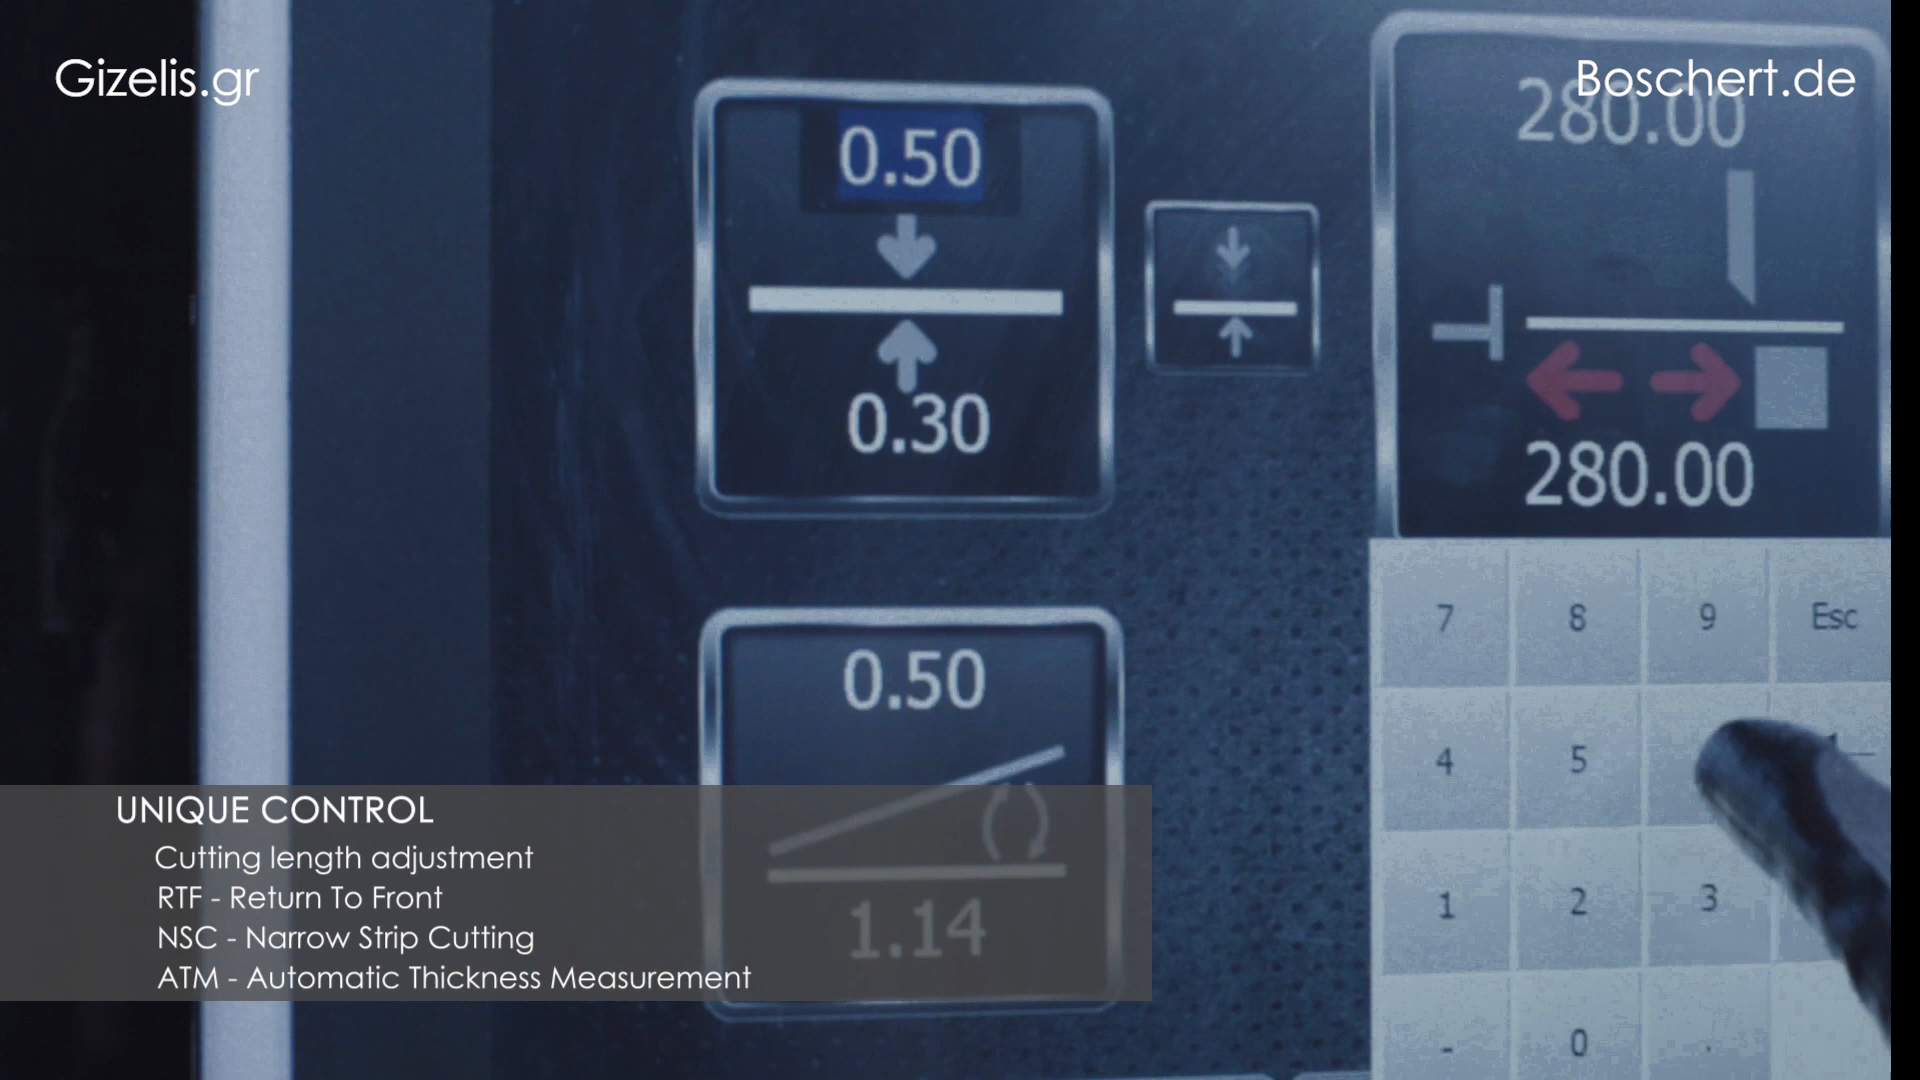 Gizelis.gr
Boschert.de
0.50
0.30
280.00
280.00
0.50
1.14
7 8 9 Esc
4 5
1 2 3
- 0 .
UNIQUE CONTROL
Cutting length adjustment
RTF - Return To Front
NSC - Narrow Strip Cutting
ATM - Automatic Thickness Measurement